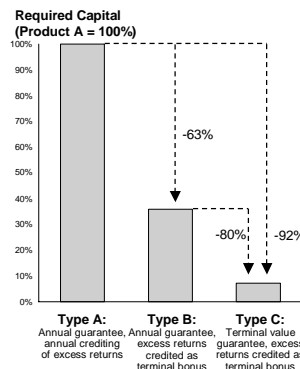 Required Capital
(Product A = 100%)
100%
90%
80%
70%
60%
50%
40%
30%
20%
10%
0%
-63%
-80%
-92%
Type A:
Annual guarantee,
annual crediting
of excess returns
Type B:
Annual guarantee,
excess returns
credited as
terminal bonus
Type C:
Terminal value
guarantee, excess
returns credited as
terminal bonus